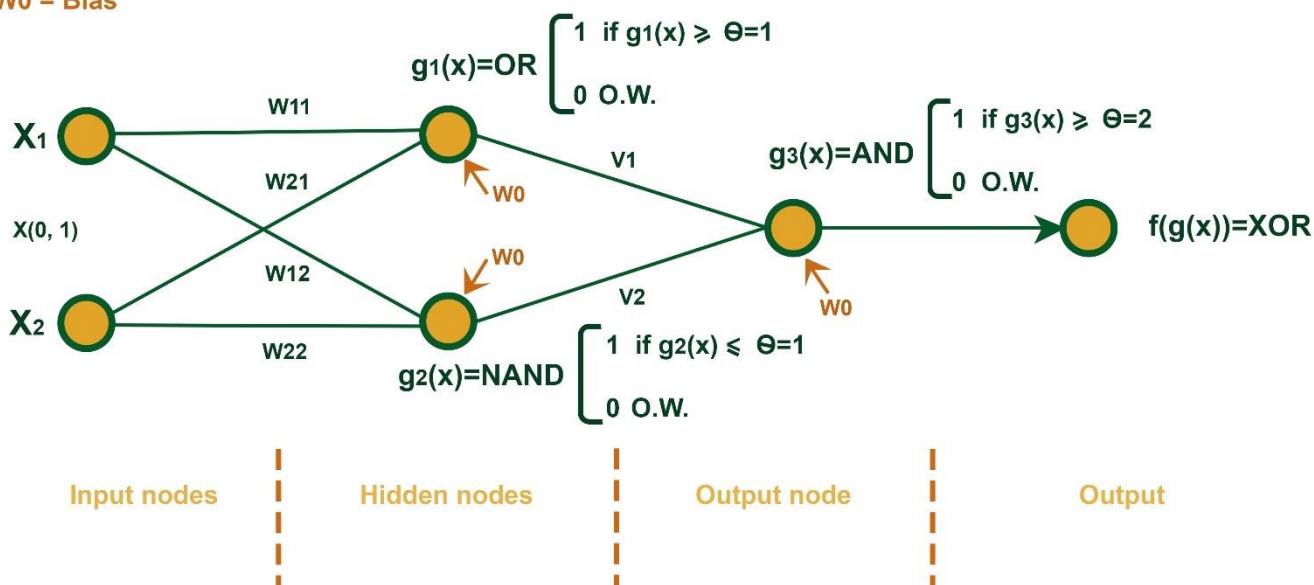 W0 = Bias
g1(x)=OR
1 if g1(x) ⩾ Ɵ=1
0 O.W.
X1
W11
W21
X(0, 1)
W12
X2
W22
W0
W0
g2(x)=NAND
1 if g2(x) ⩽ Ɵ=1
0 O.W.
V1
V2
g3(x)=AND
1 if g3(x) ⩾ Ɵ=2
0 O.W.
W0
f(g(x))=XOR
Input nodes
Hidden nodes
Output node
Output